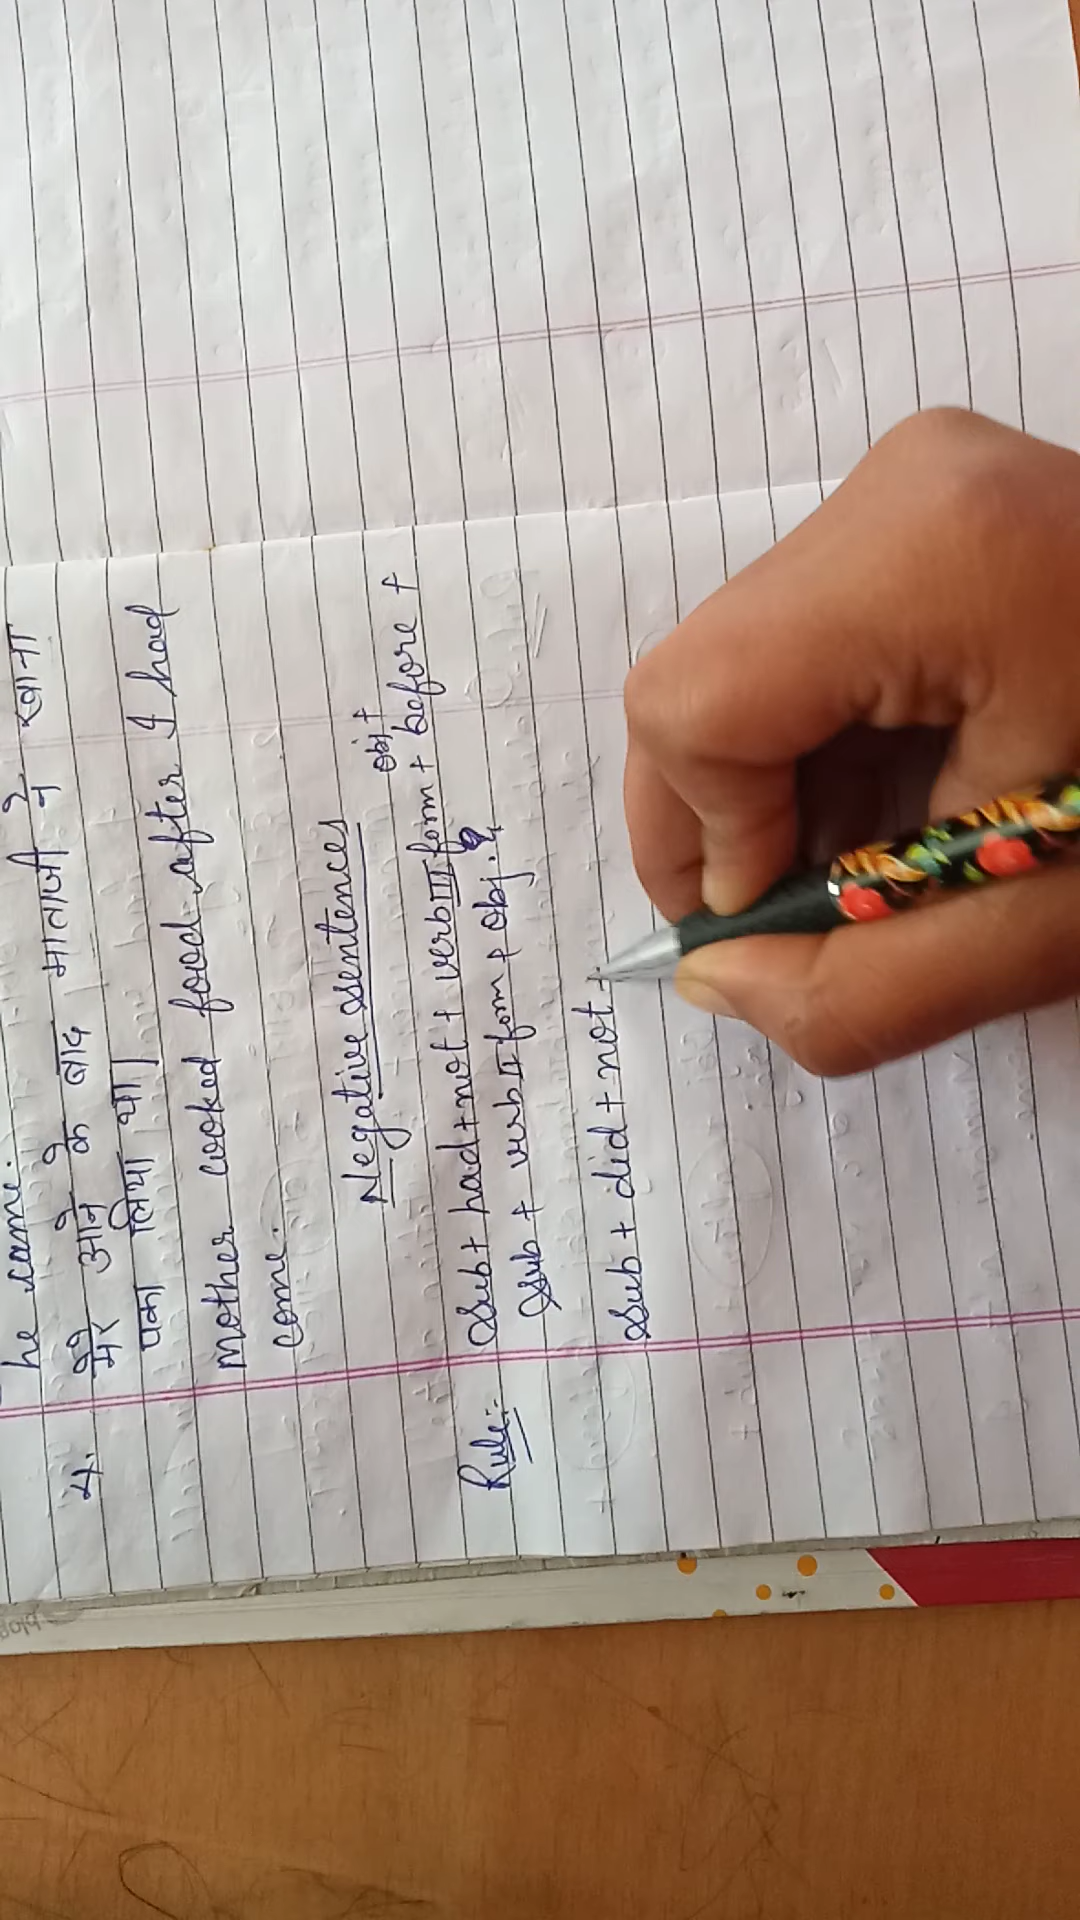 he came.
4. मेरे आने के बाद माताजी ने खाना
पका लिया था।
Mother cooked food after I had
come.
Negative sentences
Rule:- Sub + had + not + verb III form + obj + before +
Sub + verb II form + obj.
Sub + did + not +